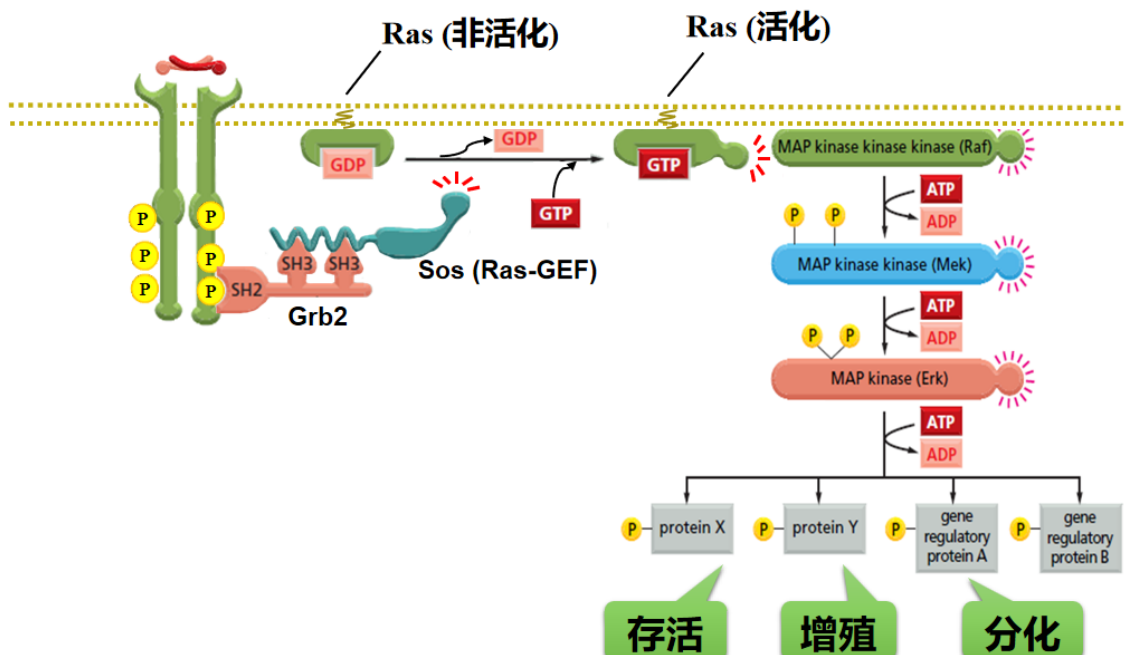 Ras (非活化)
Ras (活化)
GDP
GDP
GTP
GTP
MAP kinase kinase kinase (Raf)
ATP
ADP
P
P
P
P
P
P
SH2
SH3
SH3
Grb2
Sos (Ras-GEF)
P
P
MAP kinase kinase (Mek)
ATP
ADP
P
P
MAP kinase (Erk)
ATP
ADP
P
protein X
P
protein Y
P
gene
regulatory
protein A
P
gene
regulatory
protein B
存活
增殖
分化